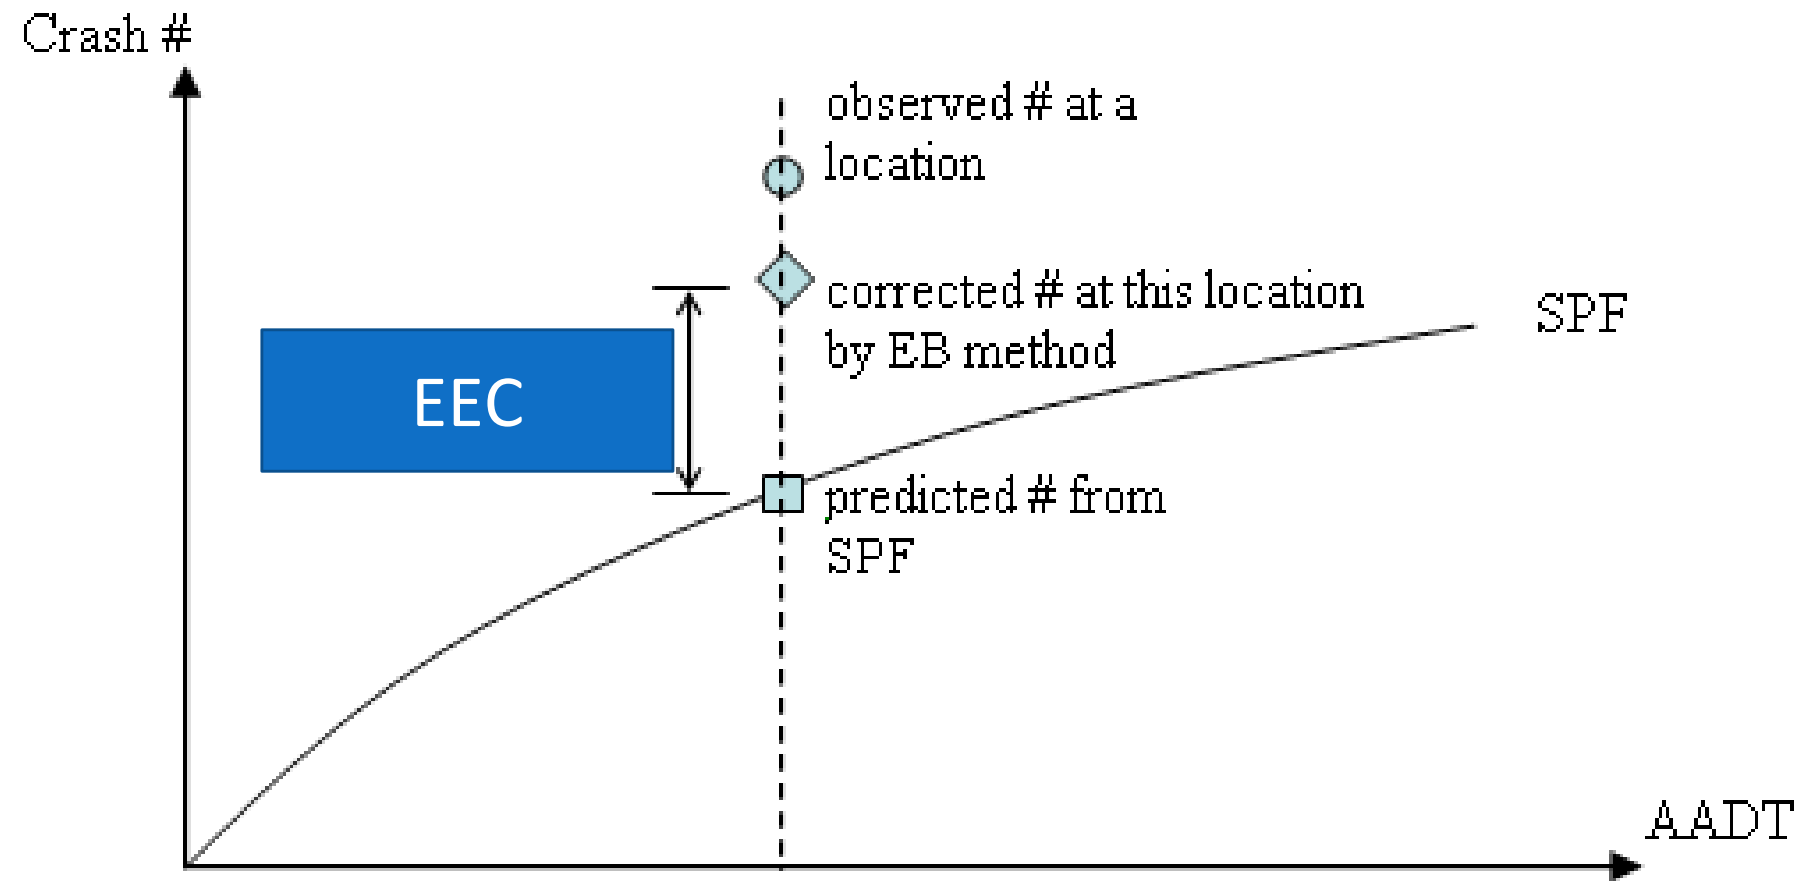 Crash #
observed # at a
location
corrected # at this location
by EB method
SPF
EEC
predicted # from
SPF
AADT